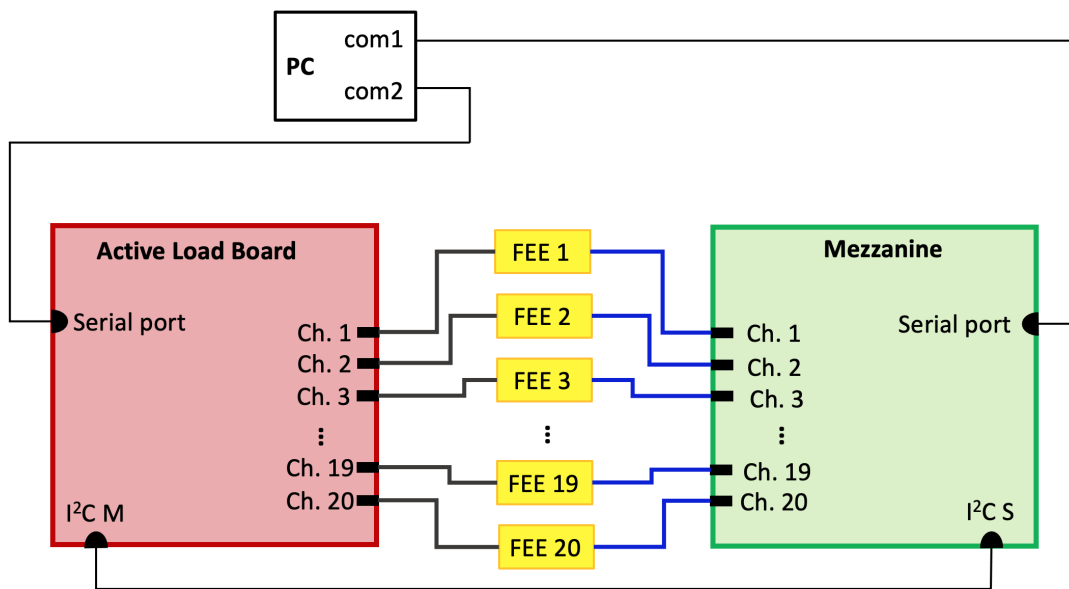 com1
PC
com2
Active Load Board
Serial port
Ch. 1
Ch. 2
Ch. 3
⋮
Ch. 19
Ch. 20
I²C M
FEE 1
FEE 2
FEE 3
⋮
FEE 19
FEE 20
Mezzanine
Serial port
Ch. 1
Ch. 2
Ch. 3
⋮
Ch. 19
Ch. 20
I²C S